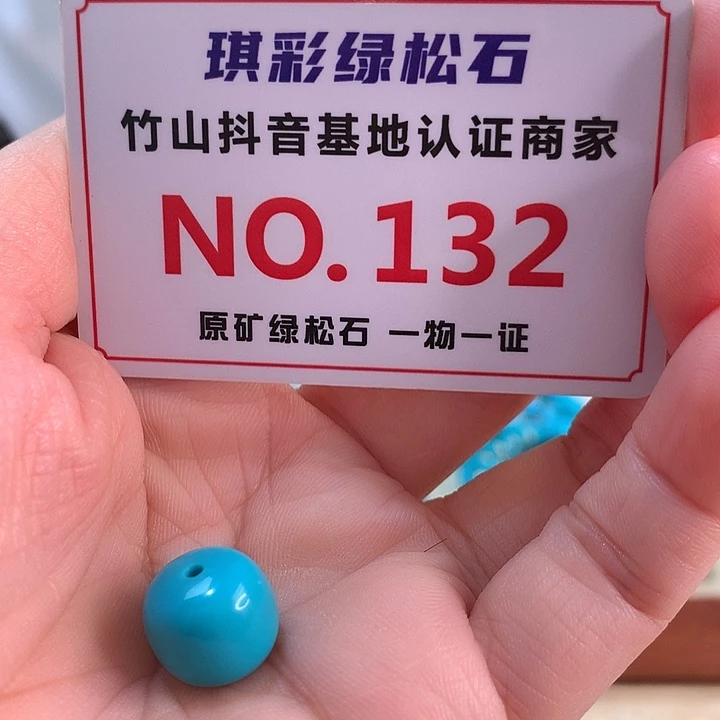 琪彩绿松石
竹山抖音基地认证商家
NO.132
原矿绿松石 一物一证